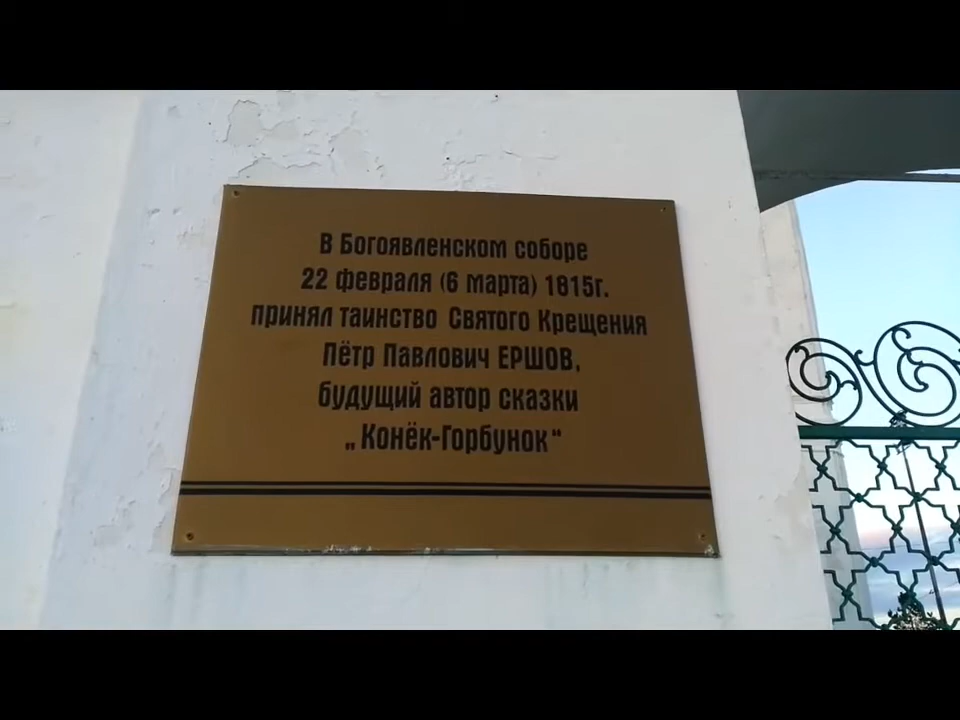 В Богоявленском соборе
22 февраля (6 марта) 1815г.
принял таинство Святого Крещения
Пётр Павлович ЕРШОВ,
будущий автор сказки
„Конёк-Горбунок“